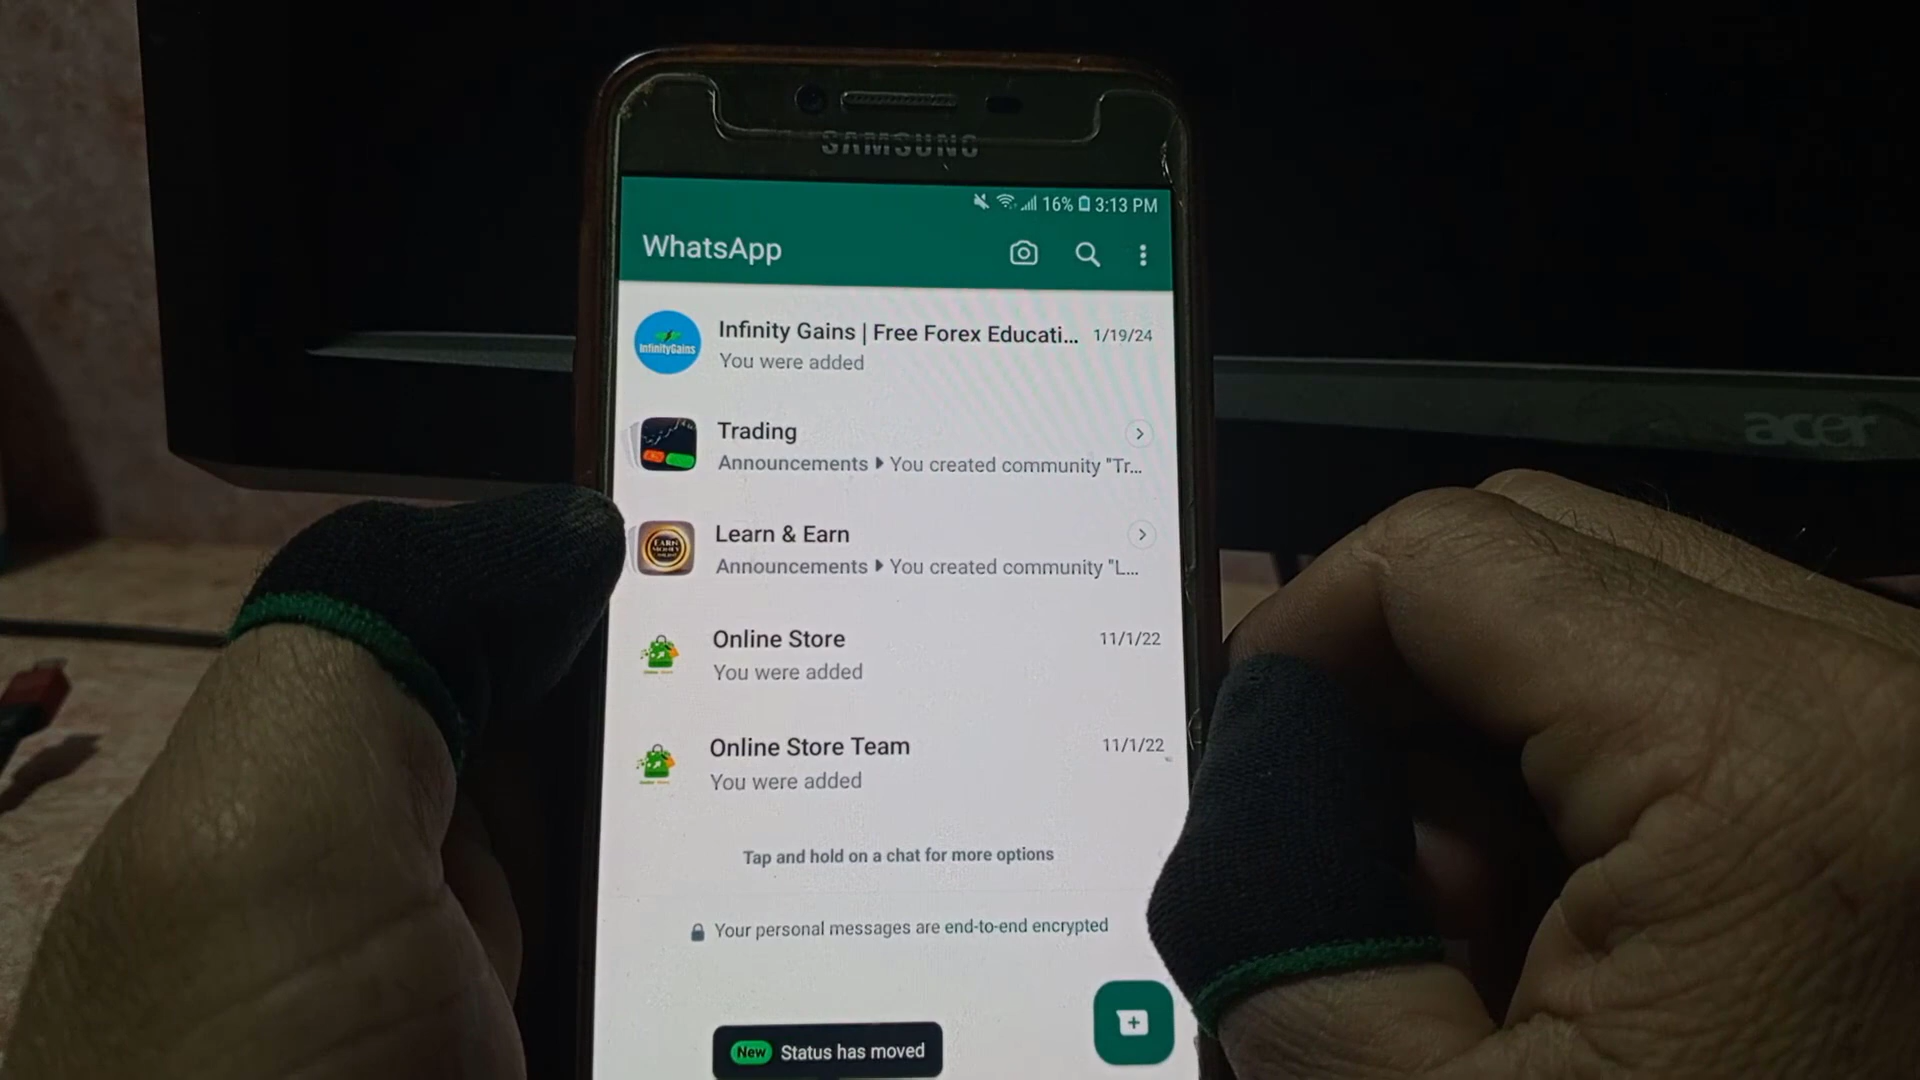 SAMSUNG
16% 3:13 PM
WhatsApp
InfinityGains
Infinity Gains | Free Forex Educati... 1/19/24
You were added
Trading
Announcements You created community "Tr...
EARN
MONEY
Learn & Earn
Announcements You created community "L...
Online Store 11/1/22
You were added
Online Store Team 11/1/22
You were added
Tap and hold on a chat for more options
Your personal messages are end-to-end encrypted
New Status has moved
acer